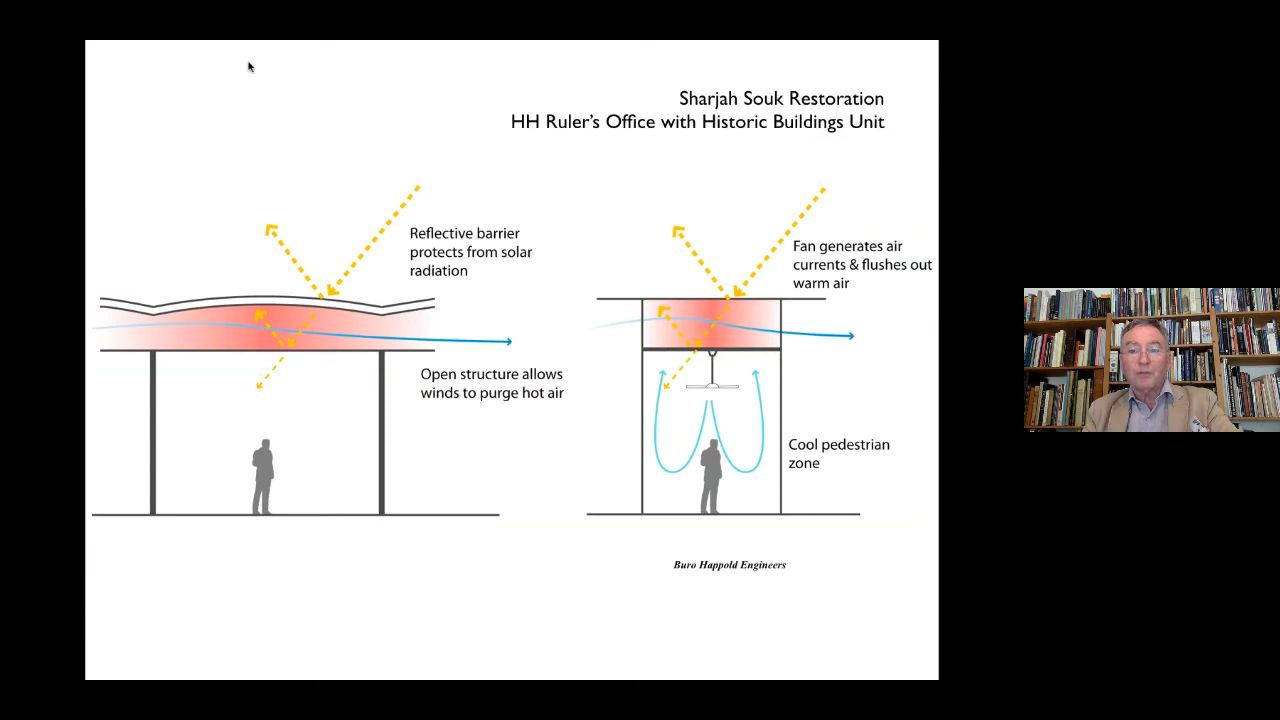 Sharjah Souk Restoration
HH Ruler's Office with Historic Buildings Unit
Reflective barrier
protects from solar
radiation
Open structure allows
winds to purge hot air
Fan generates air
currents & flushes out
warm air
Cool pedestrian
zone
Buro Happold Engineers